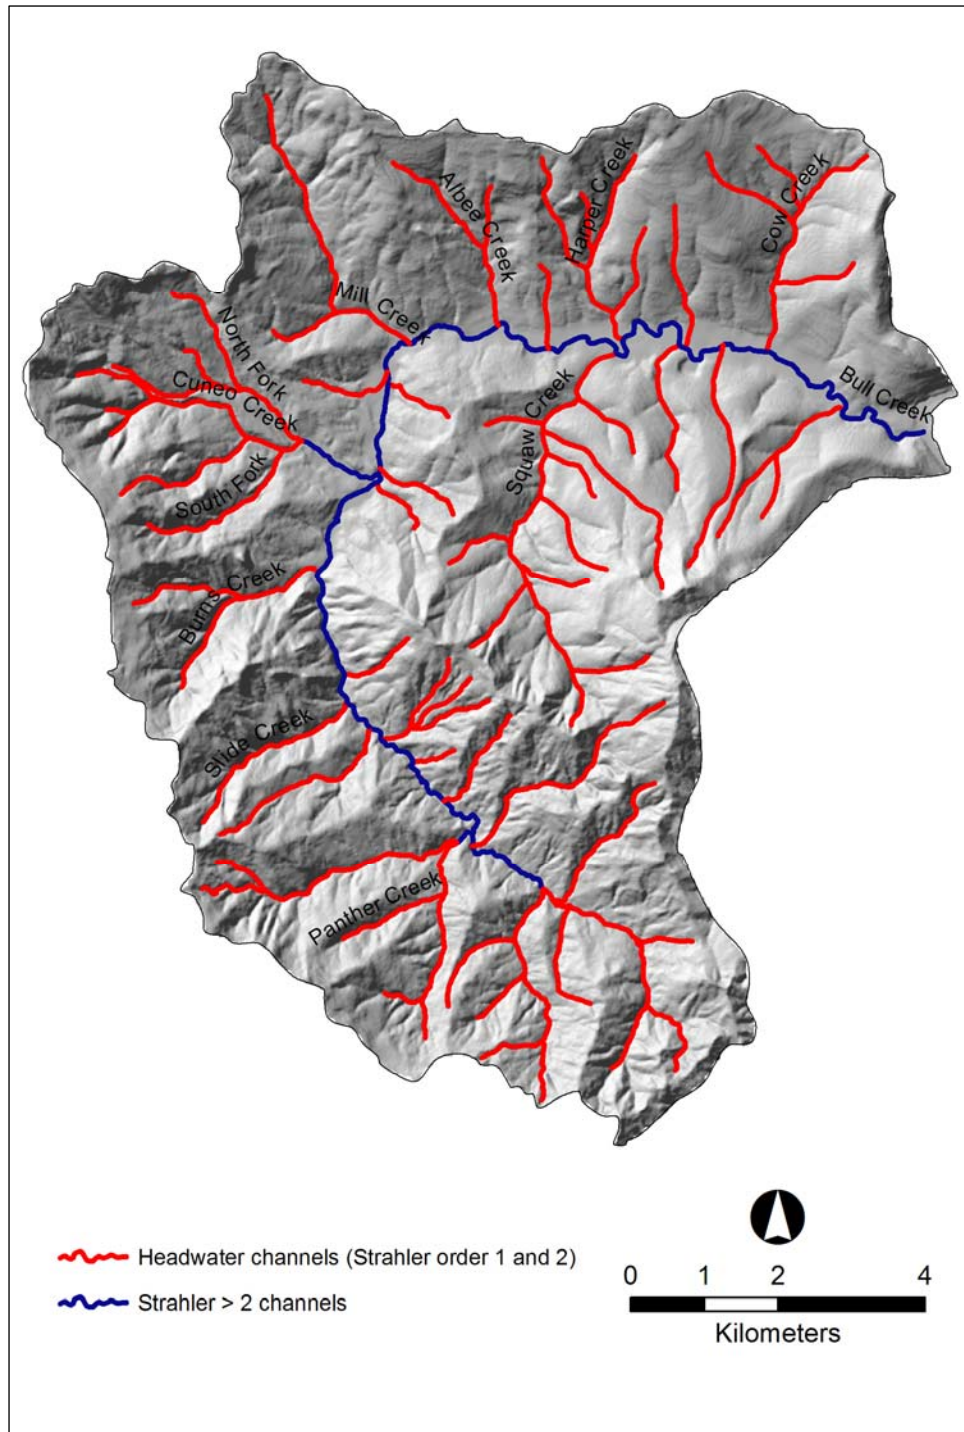 Albee Creek
Harper Creek
Cow Creek
Mill Creek
North Fork
Cuneo Creek
Bull Creek
Squaw Creek
South Fork
Burns Creek
Slide Creek
Panther Creek
Headwater channels (Strahler order 1 and 2)
Strahler > 2 channels
0 1 2 4
Kilometers